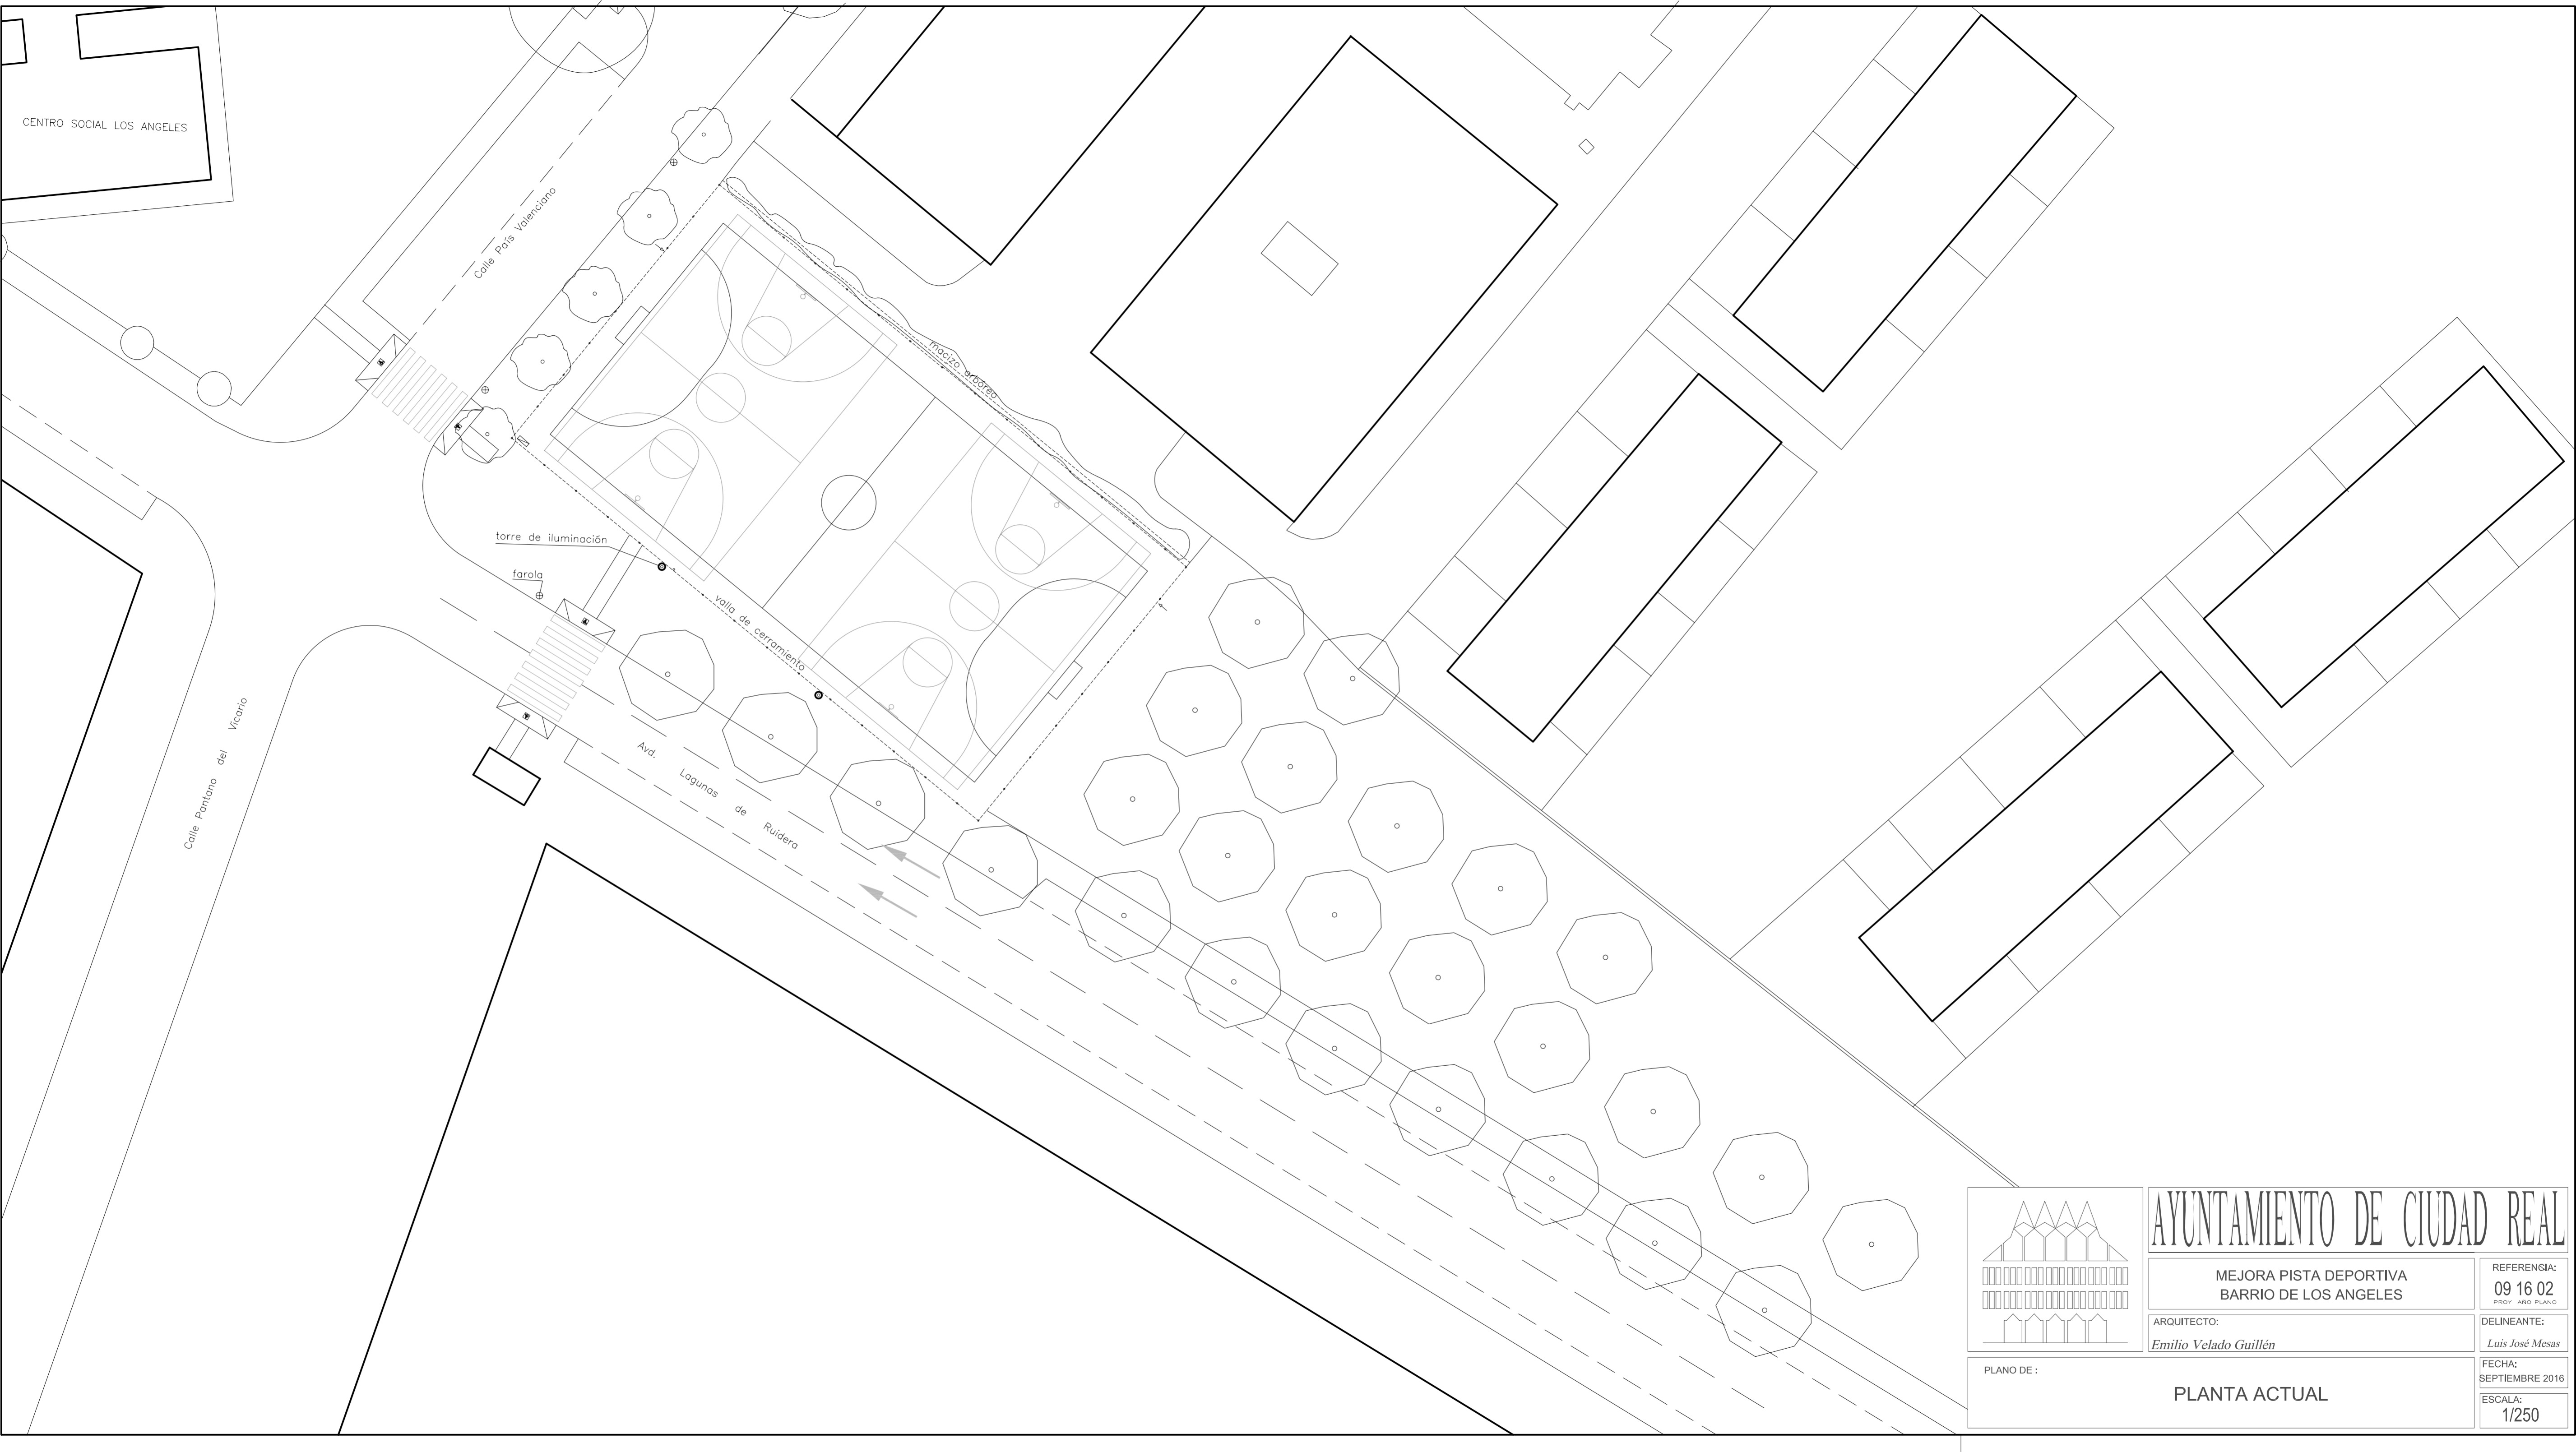 CENTRO SOCIAL LOS ANGELES
Calle País Valenciano
macizo arboreo
torre de iluminación
farola
valla de cerramiento
Avd. Lagunas de Ruidera
Calle Pantano del Vicario
AYUNTAMIENTO DE CIUDAD REAL
MEJORA PISTA DEPORTIVA
BARRIO DE LOS ANGELES
REFERENCIA:
09 16 02
PROY AÑO PLANO
ARQUITECTO:
Emilio Velado Guillén
DELINEANTE:
Luis José Mesas
PLANO DE :
PLANTA ACTUAL
FECHA:
SEPTIEMBRE 2016
ESCALA:
1/250